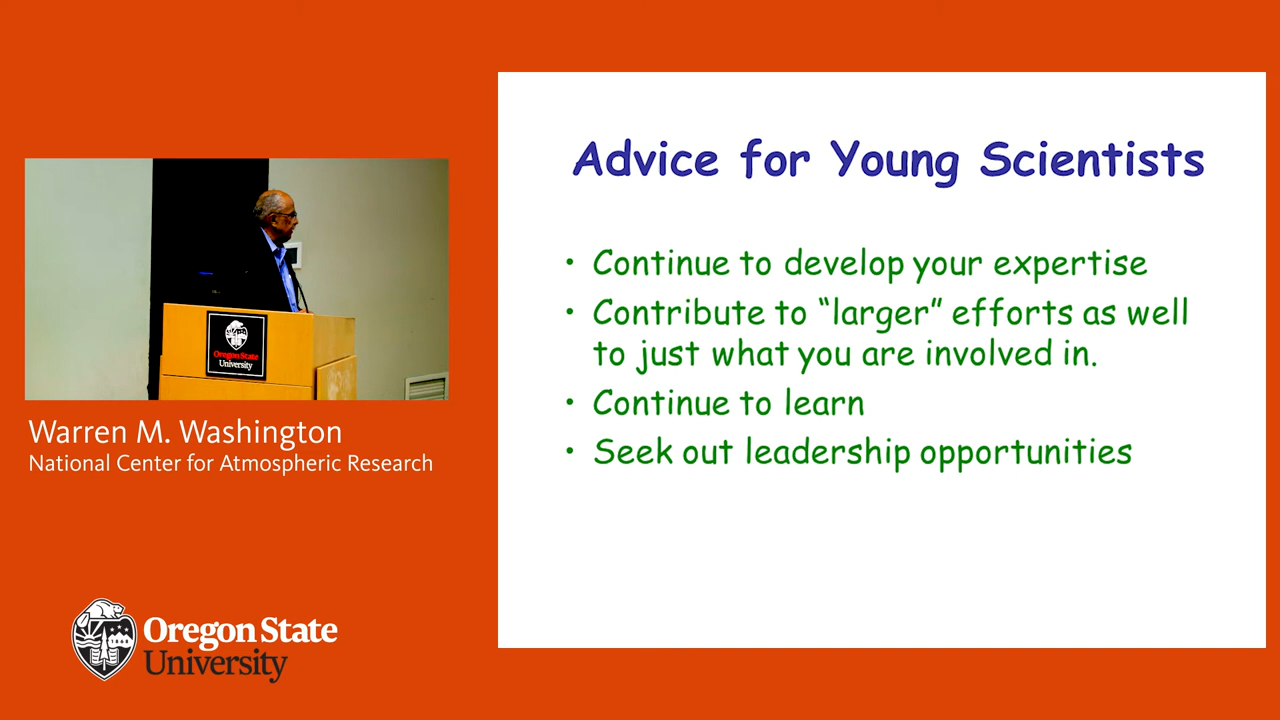 Advice for Young Scientists
• Continue to develop your expertise
• Contribute to “larger” efforts as well
to just what you are involved in.
• Continue to learn
• Seek out leadership opportunities
Oregon State
University
Warren M. Washington
National Center for Atmospheric Research
Oregon State
University